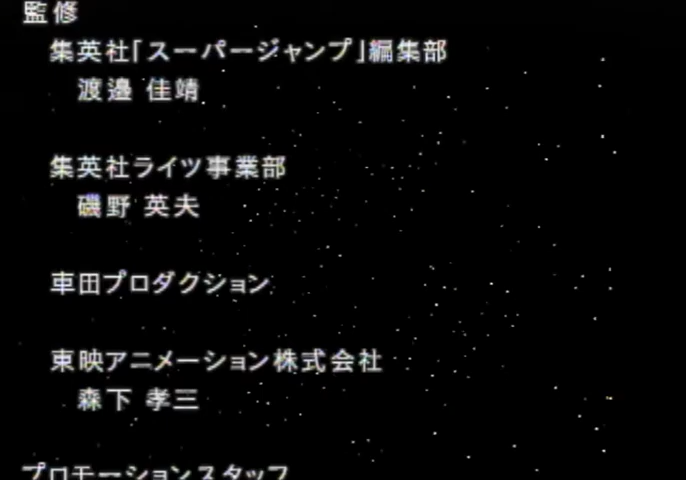 監修
集英社「スーパージャンプ」編集部
渡邉 佳靖
集英社ライツ事業部
磯野 英夫
車田プロダクション
東映アニメーション株式会社
森下 孝三
プロモーションスタッフ